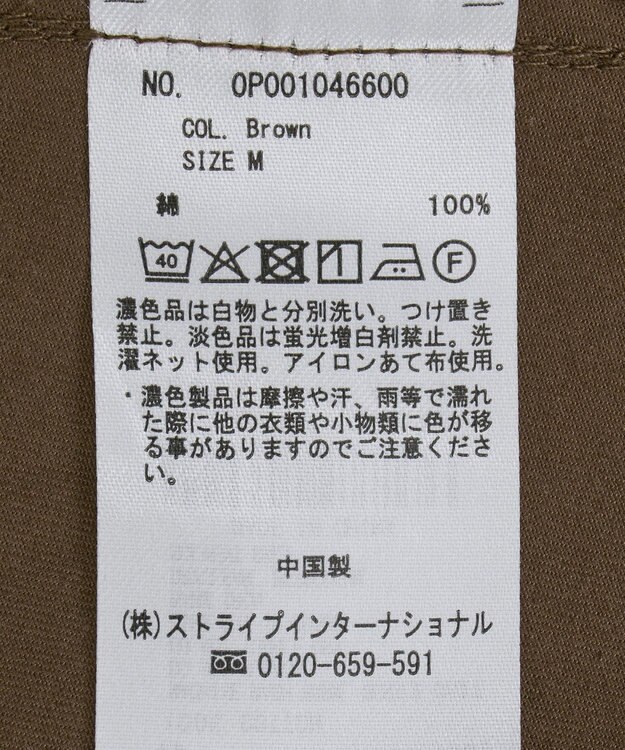 NO. OP001046600
COL. Brown
SIZE M
綿 100%
40 F
濃色品は白物と分別洗い。つけ置き
禁止。淡色品は蛍光増白剤禁止。洗
濯ネット使用。アイロンあて布使用。
・濃色製品は摩擦や汗、雨等で濡れ
た際に他の衣類や小物類に色が移
る事がありますのでご注意くださ
い。
中国製
(株)ストライプインターナショナル
0120-659-591